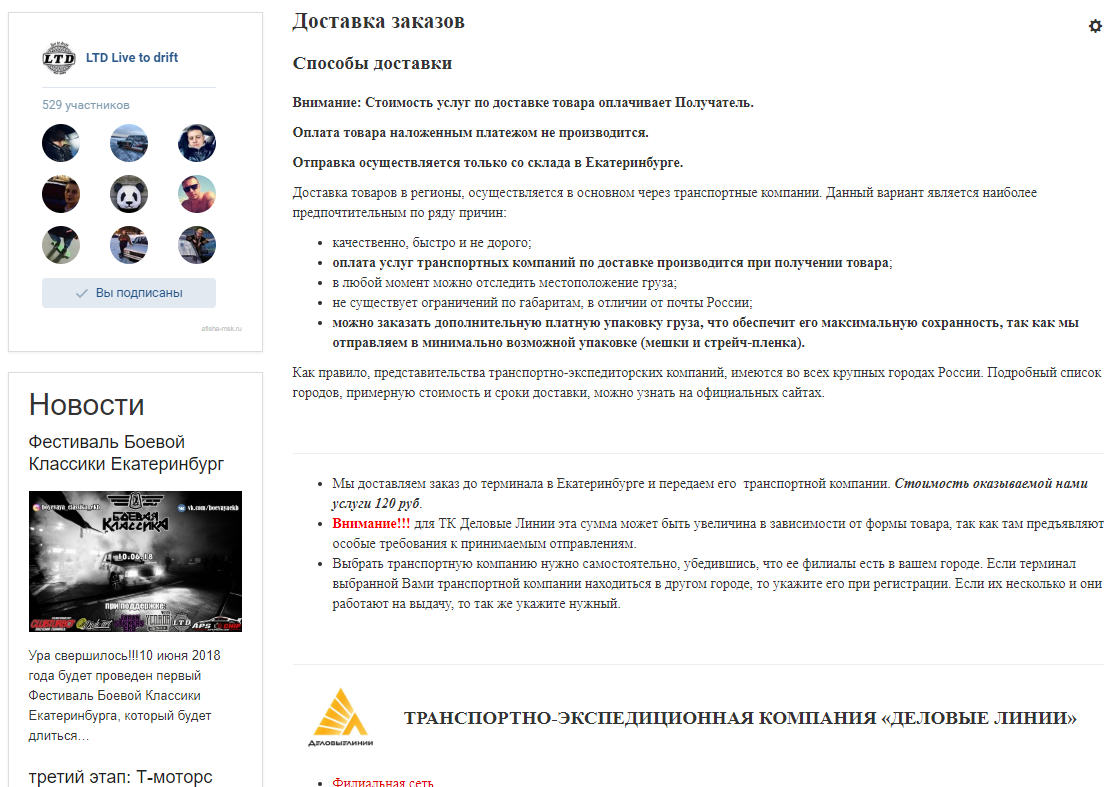 LTD
LTD Live to drift
529 участников
Вы подписаны
afisha-msk.ru
Новости
Фестиваль Боевой
Классики Екатеринбург
boevaya_classikaekb
vk.com/boevayaekb
БОЕВАЯ
КЛАССИКА
10.06.18
при поддержке:
LTD
APS
Ура свершилось!!!10 июня 2018
года будет проведен первый
Фестиваль Боевой Классики
Екатеринбурга, который будет
длиться…
третий этап: Т-моторс
Доставка заказов
Способы доставки
Внимание: Стоимость услуг по доставке товара оплачивает Получатель.
Оплата товара наложенным платежом не производится.
Отправка осуществляется только со склада в Екатеринбурге.
Доставка товаров в регионы, осуществляется в основном через транспортные компании. Данный вариант является наиболее
предпочтительным по ряду причин:
качественно, быстро и не дорого;
оплата услуг транспортных компаний по доставке производится при получении товара;
в любой момент можно отследить местоположение груза;
не существует ограничений по габаритам, в отличии от почты России;
можно заказать дополнительную платную упаковку груза, что обеспечит его максимальную сохранность, так как мы
отправляем в минимально возможной упаковке (мешки и стрейч-пленка).
Как правило, представительства транспортно-экспедиторских компаний, имеются во всех крупных городах России. Подробный список
городов, примерную стоимость и сроки доставки, можно узнать на официальных сайтах.
Мы доставляем заказ до терминала в Екатеринбурге и передаем его транспортной компании. Стоимость оказываемой нами
услуги 120 руб.
Внимание!!! для ТК Деловые Линии эта сумма может быть увеличина в зависимости от формы товара, так как там предъявляют
особые требования к принимаемым отправлениям.
Выбрать транспортную компанию нужно самостоятельно, убедившись, что ее филиалы есть в вашем городе. Если терминал
выбранной Вами транспортной компании находиться в другом городе, то укажите его при регистрации. Если их несколько и они
работают на выдачу, то так же укажите нужный.
ДЕЛОВЫЕ ЛИНИИ
ТРАНСПОРТНО-ЭКСПЕДИЦИОННАЯ КОМПАНИЯ «ДЕЛОВЫЕ ЛИНИИ»
Филиальная сеть